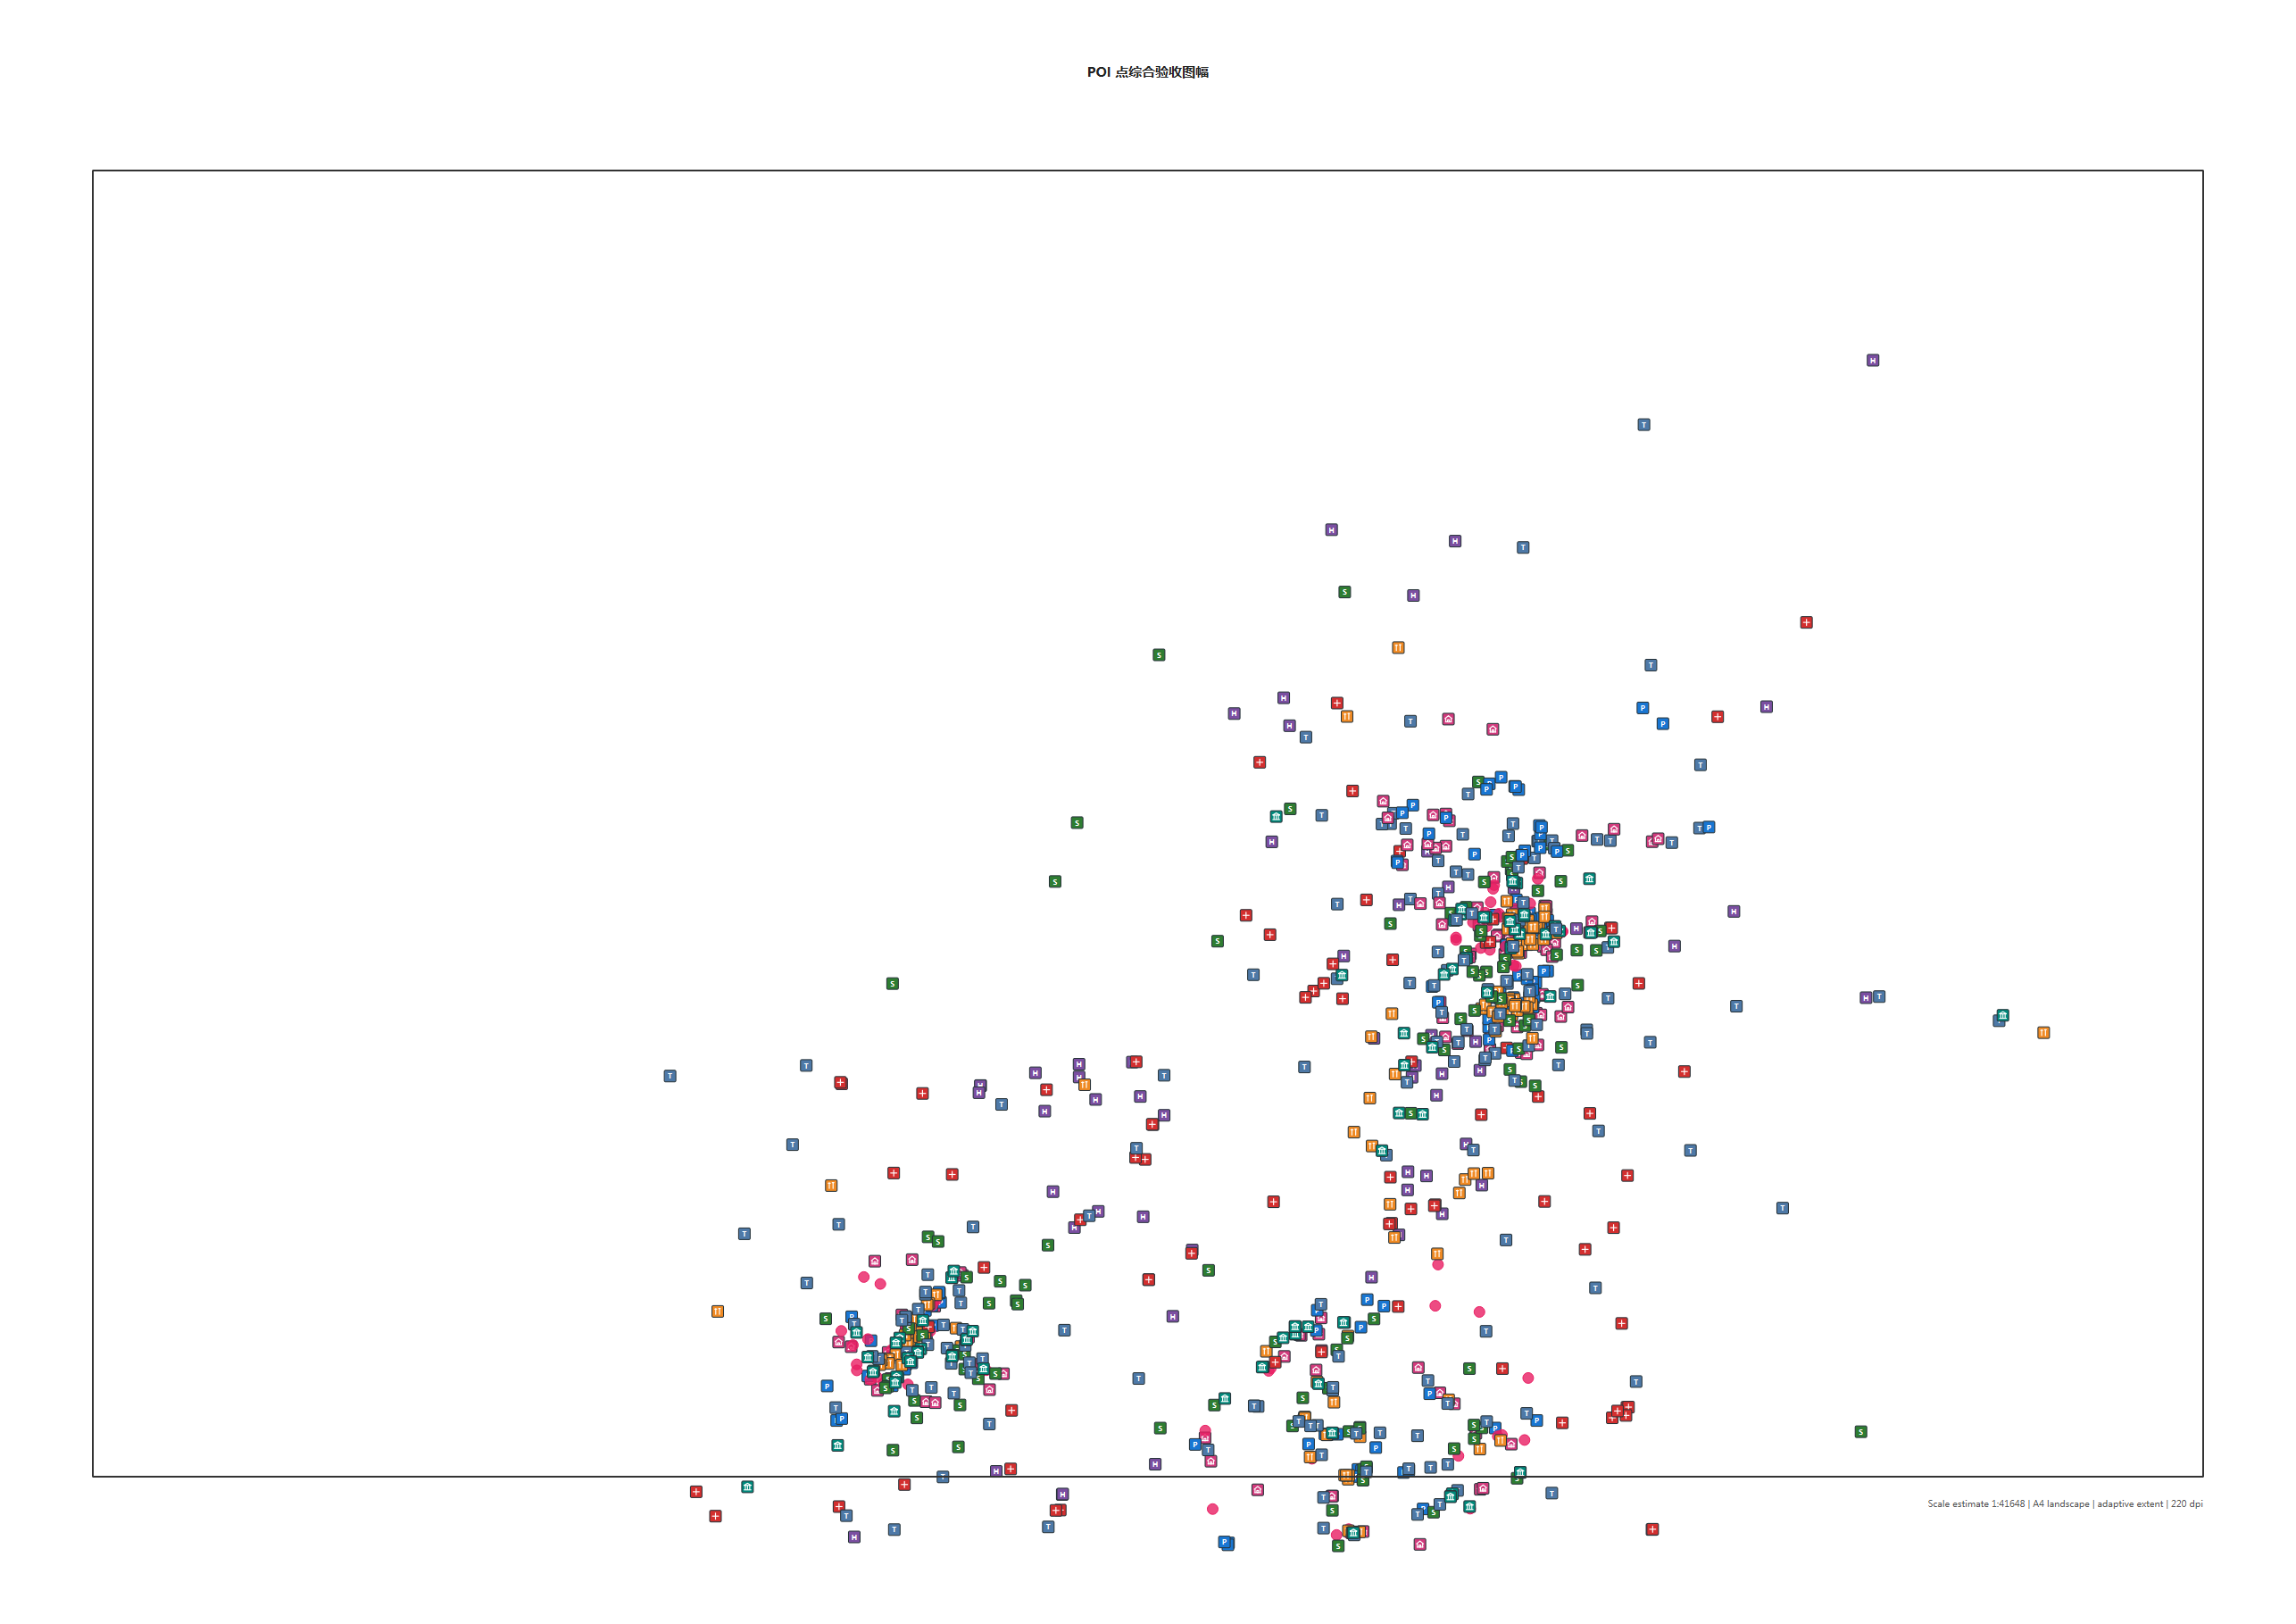 POI 点综合验收图幅
Scale estimate 1:41648 | A4 landscape | adaptive extent | 220 dpi